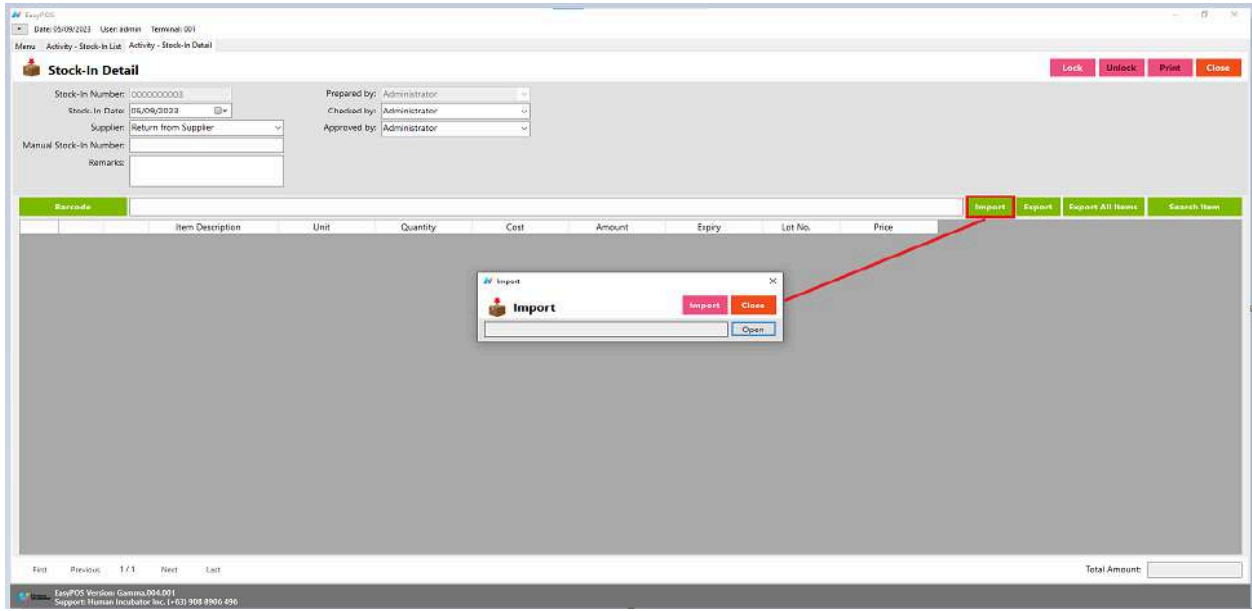 EasyPOS
Date: 05/09/2023 User: admin Terminal: 001
Menu Activity - Stock-In List Activity - Stock-In Detail
Stock-In Detail Lock Unlock Print Close
Stock-In Number: 0000000003 Prepared by: Administrator
Stock-In Date: 05/09/2023 Checked by: Administrator
Supplier: Return from Supplier Approved by: Administrator
Manual Stock-In Number:
Remarks:
Barcode Import Export Export All Items Search Item
Item Description Unit Quantity Cost Amount Expiry Lot No. Price
Import
Import Import Close
Open
First Previous 1 / 1 Next Last Total Amount:
EasyPOS Version: Gamma.004.001
Support: Human Incubator Inc. (+63) 908 8906 496